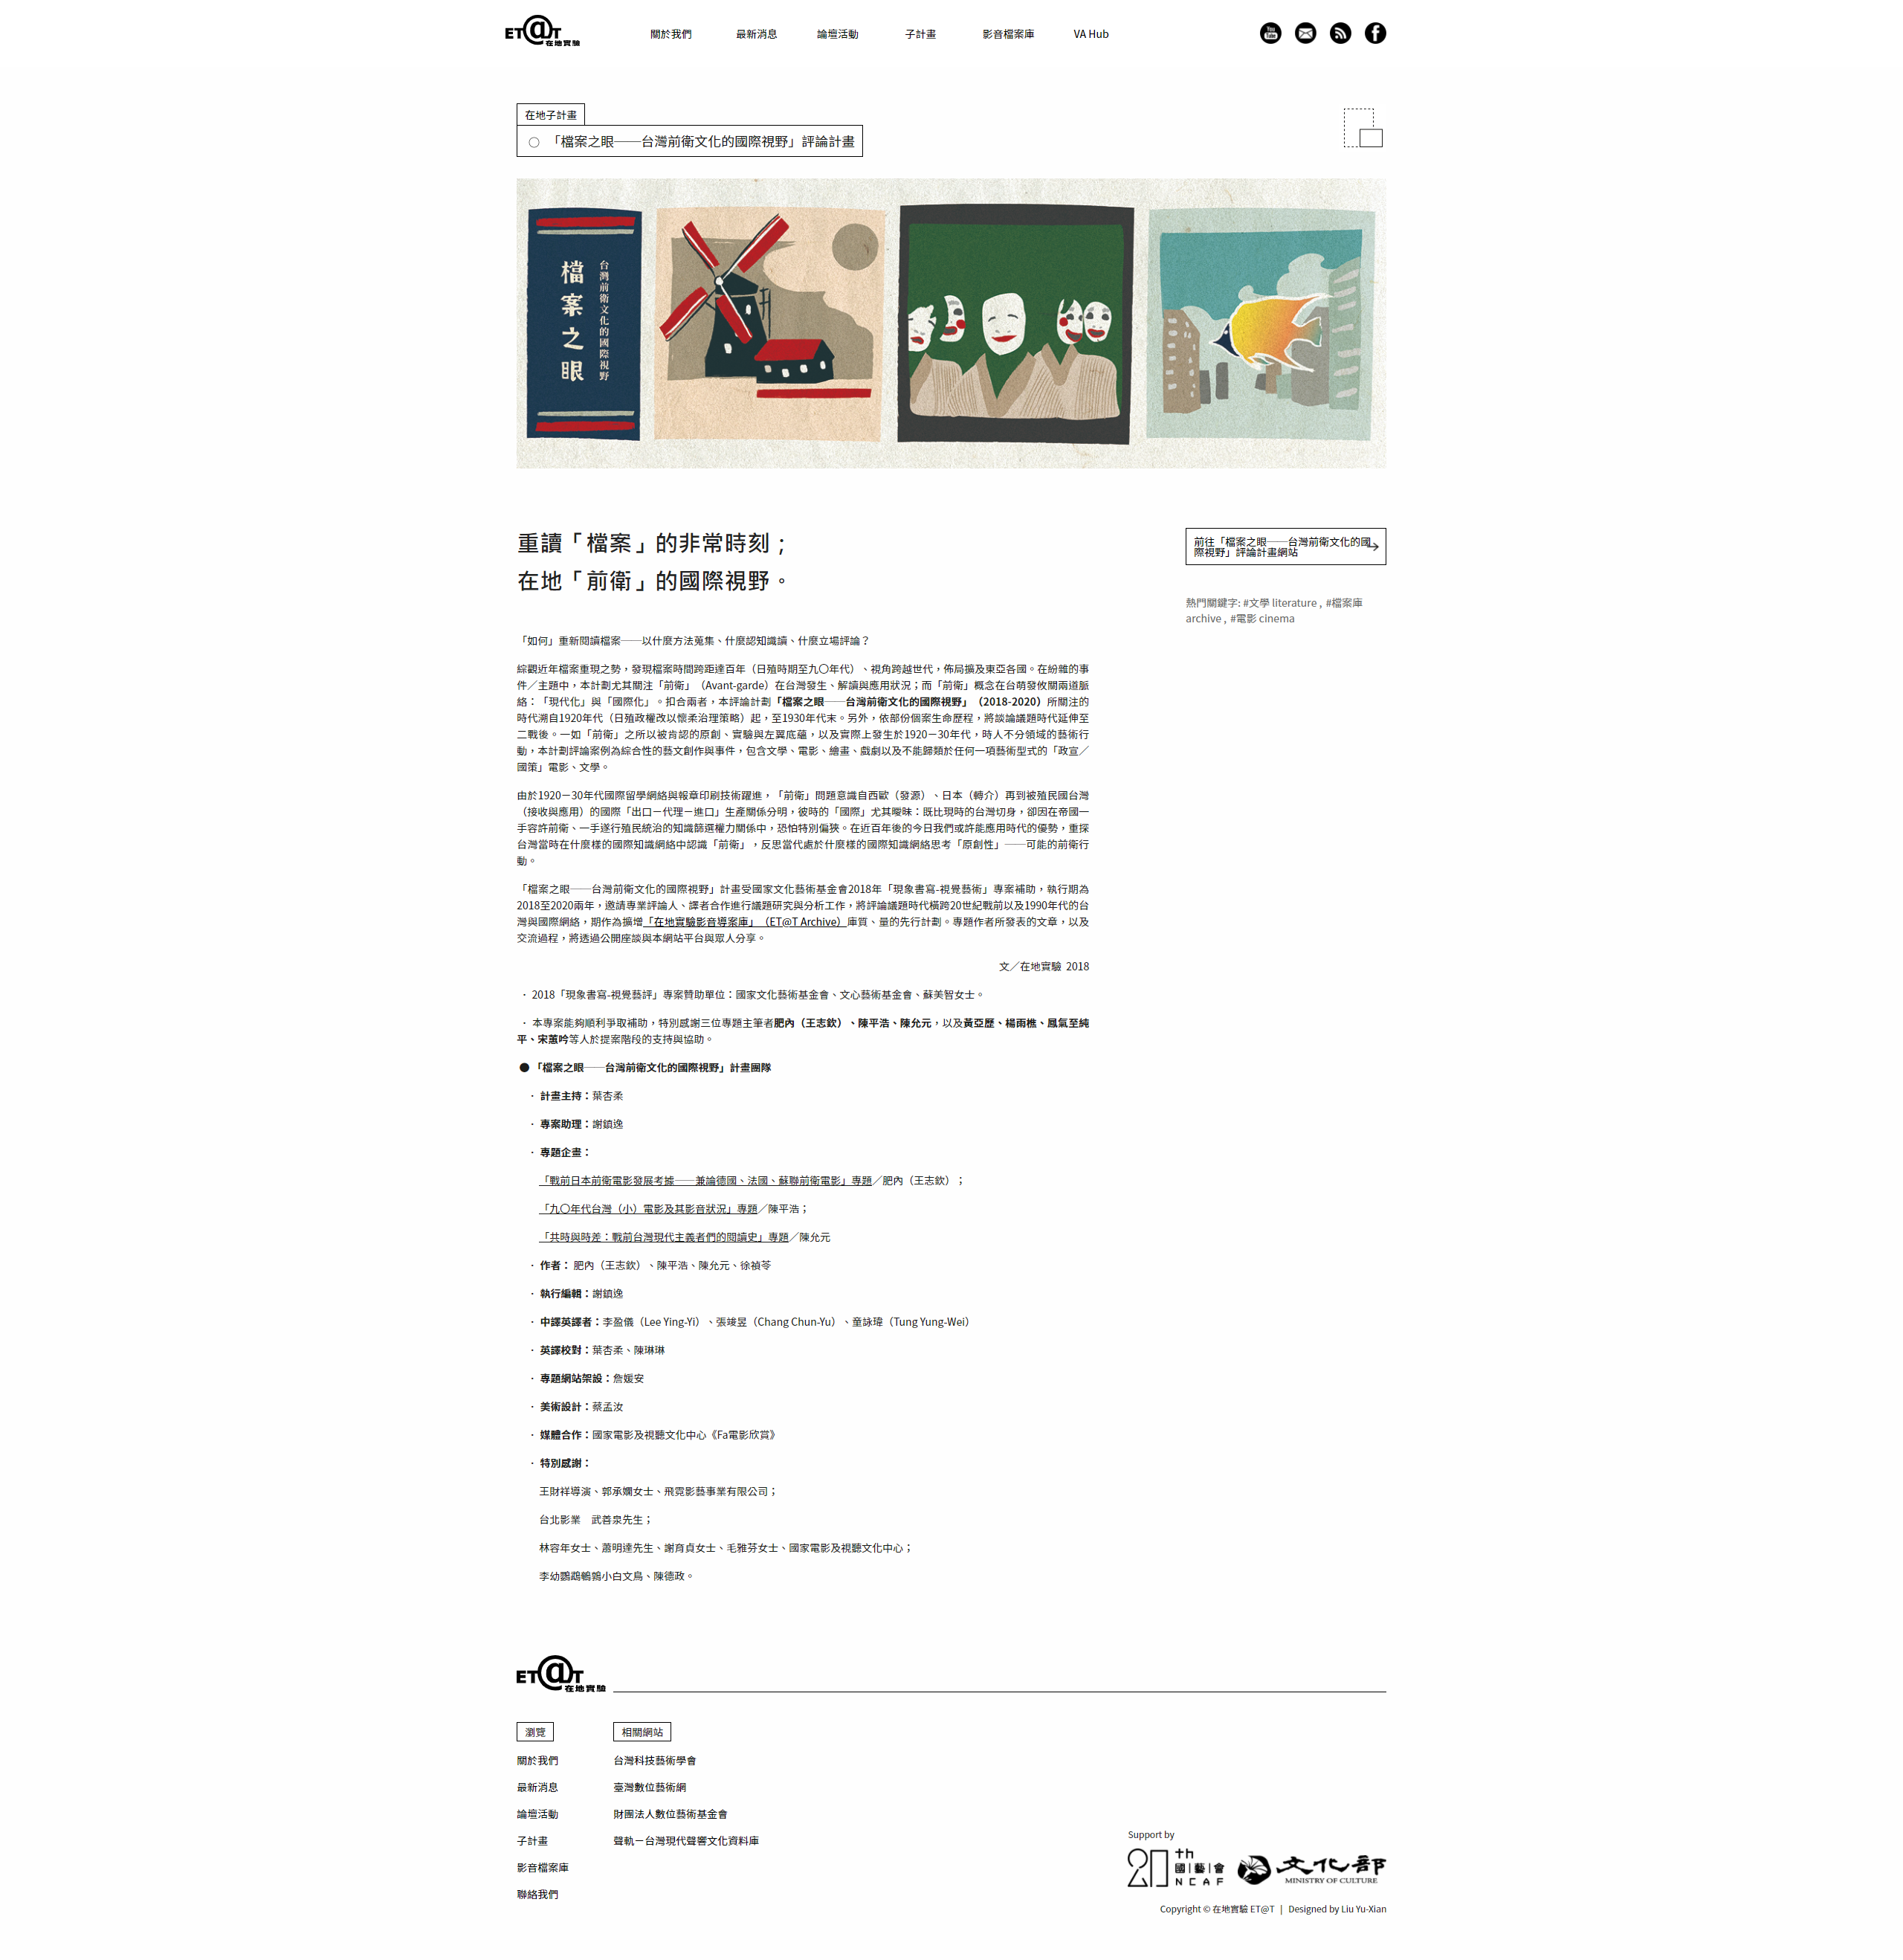 ET@T 在地實驗
關於我們 最新消息 論壇活動 子計畫 影音檔案庫 VA Hub
在地子計畫
○ 「檔案之眼──台灣前衛文化的國際視野」評論計畫
檔案之眼
台灣前衛文化的國際視野
重讀「檔案」的非常時刻；
在地「前衛」的國際視野。
前往「檔案之眼──台灣前衛文化的國
際視野」評論計畫網站
熱門關鍵字: #文學 literature , #檔案庫
archive , #電影 cinema
「如何」重新閱讀檔案──以什麼方法蒐集、什麼認知識讀、什麼立場評論？
綜觀近年檔案重現之勢，發現檔案時間跨距達百年（日殖時期至九〇年代）、視角跨越世代，佈局擴及東亞各國。在紛雜的事
件／主題中，本計劃尤其關注「前衛」（Avant-garde）在台灣發生、解讀與應用狀況；而「前衛」概念在台萌發攸關兩道脈
絡：「現代化」與「國際化」。扣合兩者，本評論計劃「檔案之眼──台灣前衛文化的國際視野」（2018-2020）所關注的
時代溯自1920年代（日殖政權改以懷柔治理策略）起，至1930年代末。另外，依部份個案生命歷程，將談論議題時代延伸至
二戰後。一如「前衛」之所以被肯認的原創、實驗與左翼底蘊，以及實際上發生於1920－30年代，時人不分領域的藝術行
動，本計劃評論案例為綜合性的藝文創作與事件，包含文學、電影、繪畫、戲劇以及不能歸類於任何一項藝術型式的「政宣／
國策」電影、文學。
由於1920－30年代國際留學網絡與報章印刷技術躍進，「前衛」問題意識自西歐（發源）、日本（轉介）再到被殖民國台灣
（接收與應用）的國際「出口－代理－進口」生產關係分明，彼時的「國際」尤其曖昧：既比現時的台灣切身，卻因在帝國一
手容許前衛、一手遂行殖民統治的知識篩選權力關係中，恐怕特別偏狹。在近百年後的今日我們或許能應用時代的優勢，重探
台灣當時在什麼樣的國際知識網絡中認識「前衛」，反思當代處於什麼樣的國際知識網絡思考「原創性」──可能的前衛行
動。
「檔案之眼──台灣前衛文化的國際視野」計畫受國家文化藝術基金會2018年「現象書寫-視覺藝術」專案補助，執行期為
2018至2020兩年，邀請專業評論人、譯者合作進行議題研究與分析工作，將評論議題時代橫跨20世紀戰前以及1990年代的台
灣與國際網絡，期作為擴增「在地實驗影音導案庫」（ET@T Archive）庫質、量的先行計劃。專題作者所發表的文章，以及
交流過程，將透過公開座談與本網站平台與眾人分享。
文／在地實驗 2018
．2018「現象書寫-視覺藝評」專案贊助單位：國家文化藝術基金會、文心藝術基金會、蘇美智女士。
．本專案能夠順利爭取補助，特別感謝三位專題主筆者肥內（王志欽）、陳平浩、陳允元，以及黃亞歷、楊雨樵、鳳氣至純
平、宋蕙吟等人於提案階段的支持與協助。
●「檔案之眼──台灣前衛文化的國際視野」計畫團隊
．計畫主持：葉杏柔
．專案助理：謝鎮逸
．專題企畫：
「戰前日本前衛電影發展考據──兼論德國、法國、蘇聯前衛電影」專題／肥內（王志欽）；
「九〇年代台灣（小）電影及其影音狀況」專題／陳平浩；
「共時與時差：戰前台灣現代主義者們的閱讀史」專題／陳允元
．作者： 肥內（王志欽）、陳平浩、陳允元、徐禎苓
．執行編輯：謝鎮逸
．中譯英譯者：李盈儀（Lee Ying-Yi）、張竣昱（Chang Chun-Yu）、童詠瑋（Tung Yung-Wei）
．英譯校對：葉杏柔、陳琳琳
．專題網站架設：詹媛安
．美術設計：蔡孟汝
．媒體合作：國家電影及視聽文化中心《Fa電影欣賞》
．特別感謝：
王財祥導演、郭承嫻女士、飛霓影藝事業有限公司；
台北影業　武善泉先生；
林容年女士、蕭明達先生、謝育貞女士、毛雅芬女士、國家電影及視聽文化中心；
李幼鸚鵡鵪鶉小白文鳥、陳德政。
ET@T 在地實驗
瀏覽
關於我們
最新消息
論壇活動
子計畫
影音檔案庫
聯絡我們
相關網站
台灣科技藝術學會
臺灣數位藝術網
財團法人數位藝術基金會
聲軌－台灣現代聲響文化資料庫
Support by
20th 國|藝|會 NCAF
文化部 MINISTRY OF CULTURE
Copyright © 在地實驗 ET@T | Designed by Liu Yu-Xian